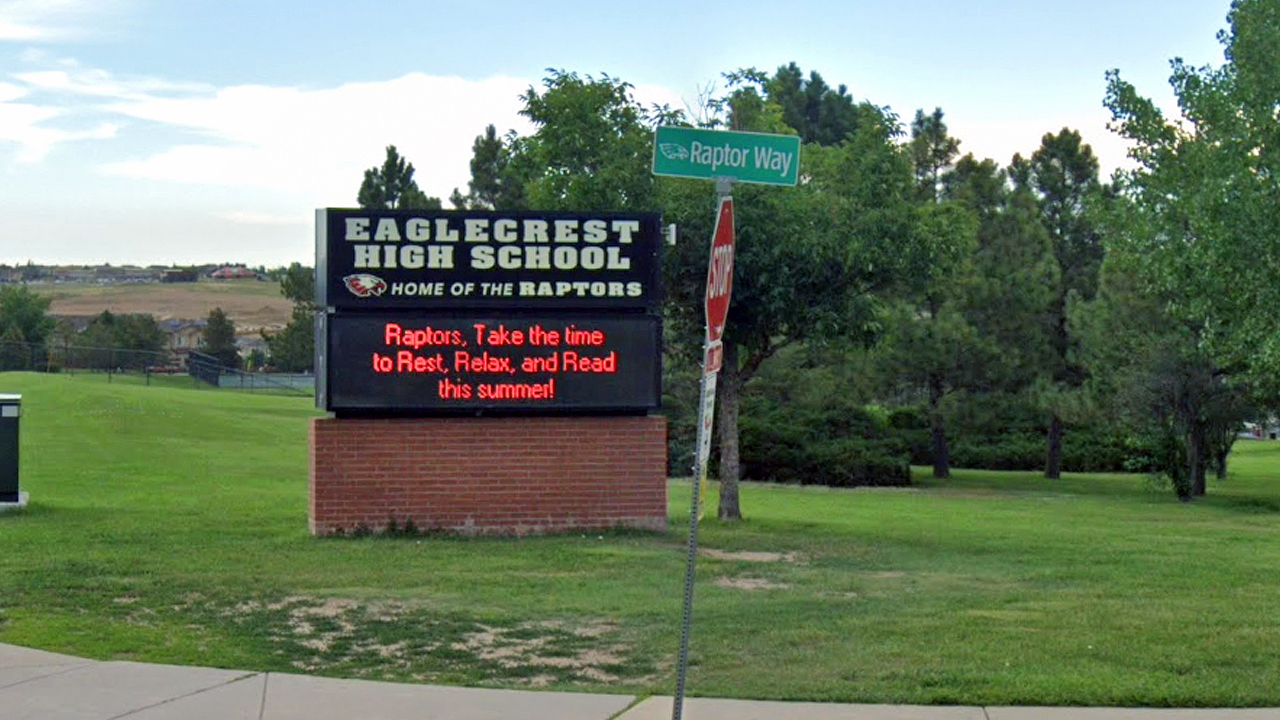 Raptor Way
STOP
EAGLECREST
HIGH SCHOOL
HOME OF THE RAPTORS
Raptors, Take the time
to Rest, Relax, and Read
this summer!